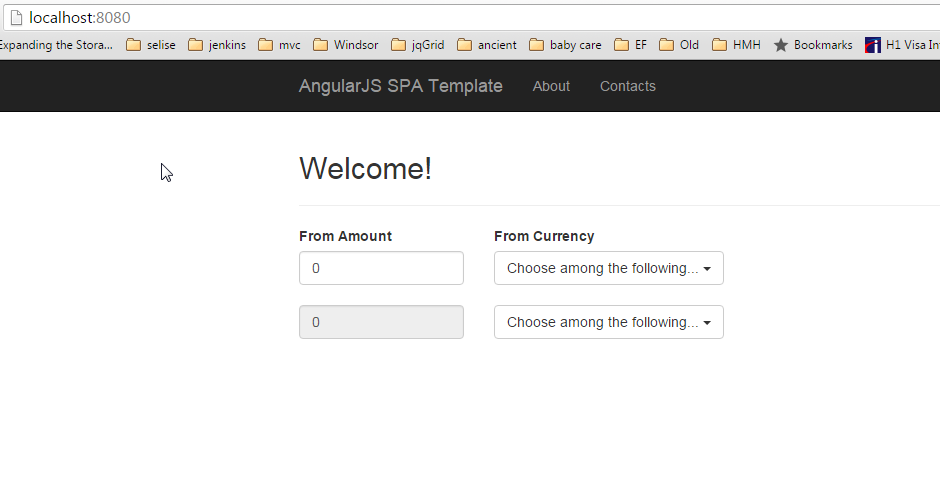 localhost:8080
Expanding the Stora... selise jenkins mvc Windsor jqGrid ancient baby care EF Old HMH Bookmarks H1 Visa In
AngularJS SPA Template About Contacts
Welcome!
From Amount From Currency
0 Choose among the following...
0 Choose among the following...